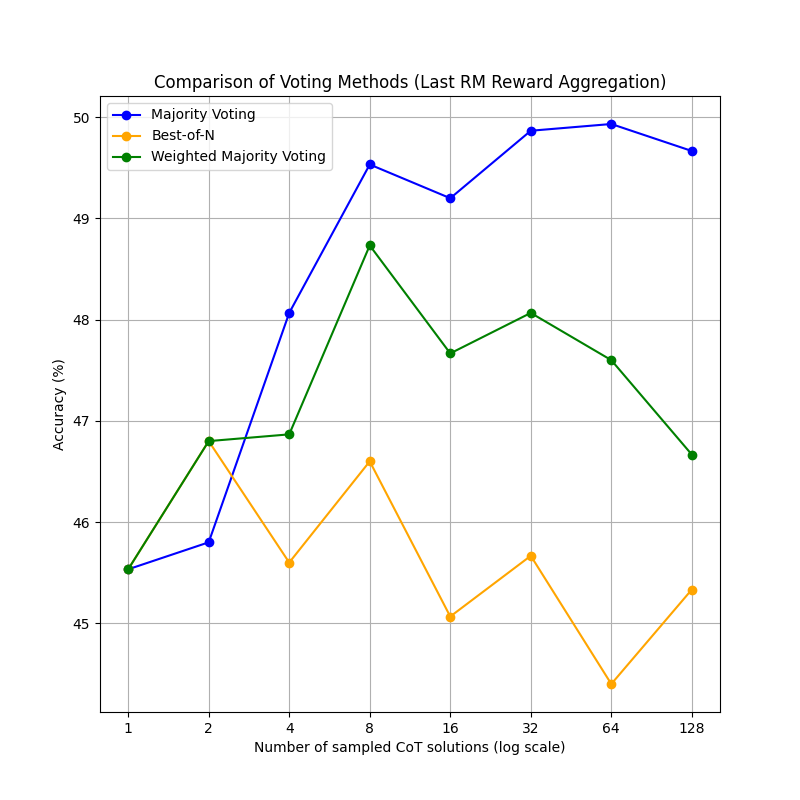 Comparison of Voting Methods (Last RM Reward Aggregation)
Majority Voting
Best-of-N
Weighted Majority Voting
50
49
48
47
46
45
Accuracy (%)
1 2 4 8 16 32 64 128
Number of sampled CoT solutions (log scale)